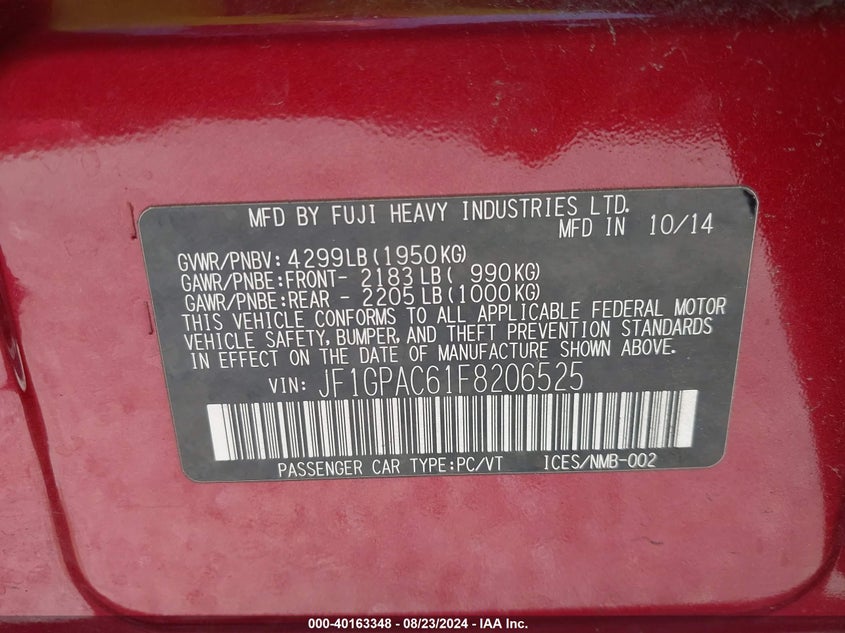 MFD BY FUJI HEAVY INDUSTRIES LTD.
MFD IN 10/14
GVWR/PNBV: 4299LB(1950KG)
GAWR/PNBE:FRONT- 2183LB( 990KG)
GAWR/PNBE:REAR - 2205LB(1000KG)
THIS VEHICLE CONFORMS TO ALL APPLICABLE FEDERAL MOTOR
VEHICLE SAFETY, BUMPER, AND THEFT PREVENTION STANDARDS
IN EFFECT ON THE DATE OF MANUFACTURE SHOWN ABOVE.
VIN: JF1GPAC61F8206525
PASSENGER CAR TYPE:PC/VT ICES/NMB-002
000-40163348 - 08/23/2024 - IAA Inc.